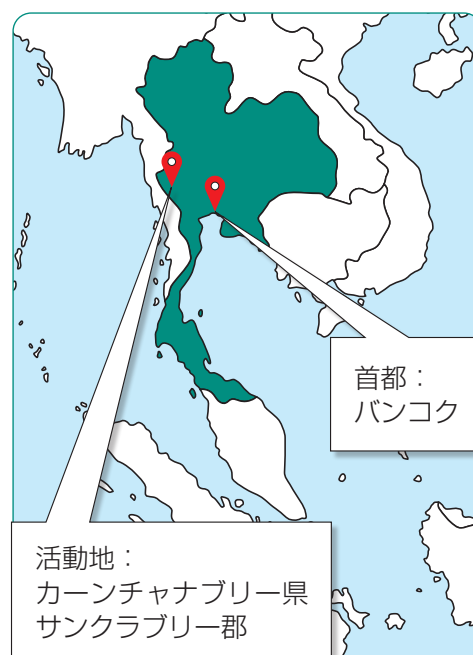 首都：
バンコク
活動地：
カーンチャナブリー県
サンクラブリー郡